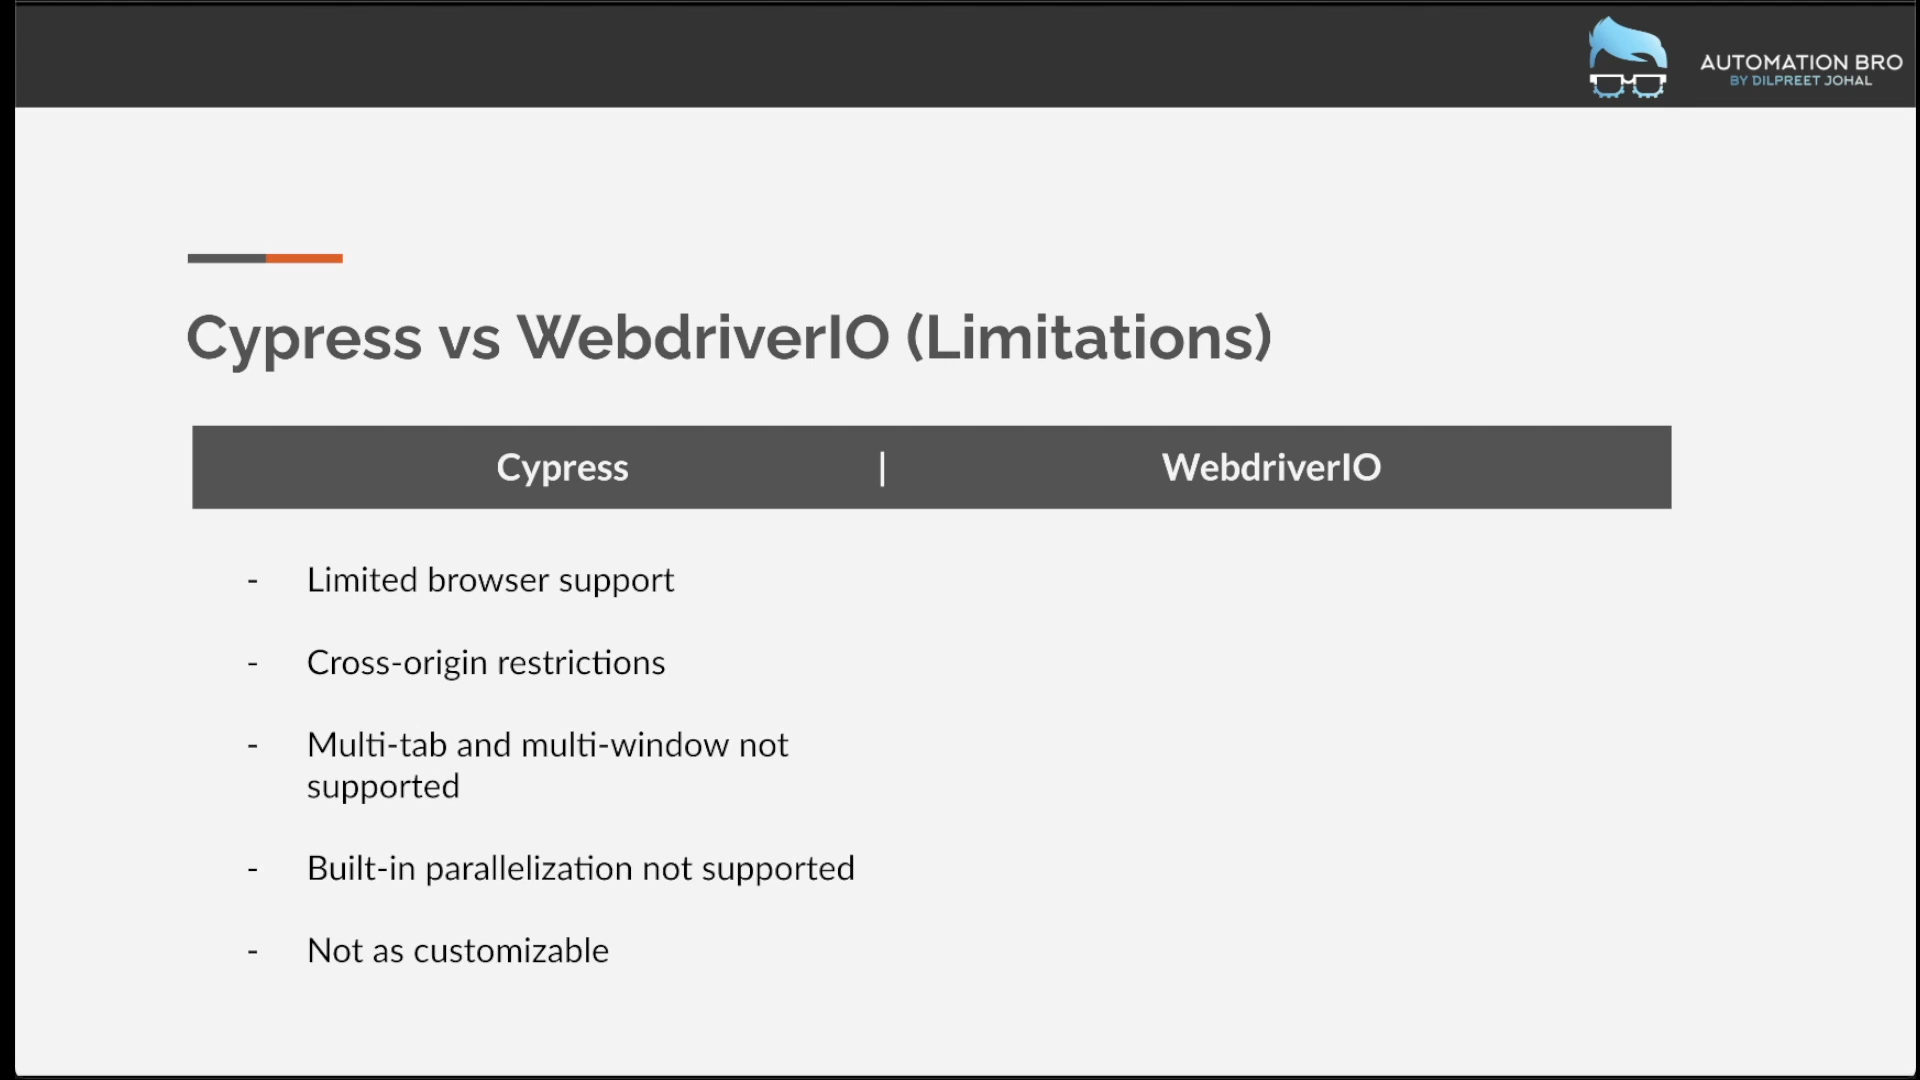 AUTOMATION BRO
BY DILPREET JOHAL
Cypress vs WebdriverIO (Limitations)
Cypress | WebdriverIO
- Limited browser support
- Cross-origin restrictions
- Multi-tab and multi-window not
supported
- Built-in parallelization not supported
- Not as customizable